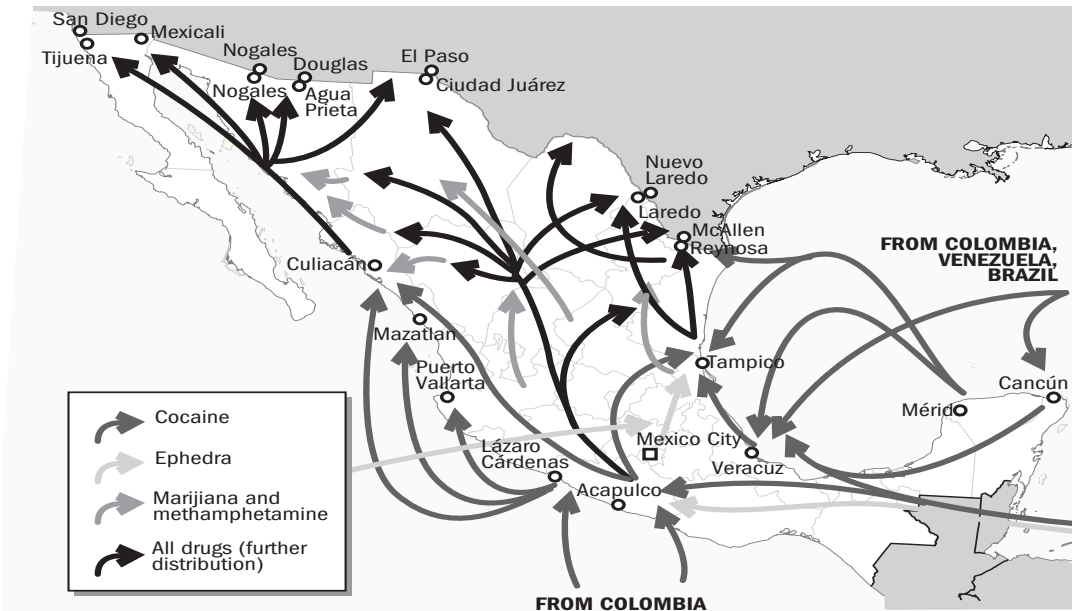 San Diego
Mexicali
Tijuena
Nogales
Nogales
Douglas
Agua
Prieta
El Paso
Ciudad Juárez
Nuevo
Laredo
Laredo
McAllen
Reynosa
FROM COLOMBIA,
VENEZUELA,
BRAZIL
Culiacán
Mazatlan
Puerto
Vallarta
Tampico
Cancún
Mérid
Mexico City
Veracuz
Lázaro
Cárdenas
Acapulco
Cocaine
Ephedra
Marijiana and
methamphetamine
All drugs (further
distribution)
FROM COLOMBIA